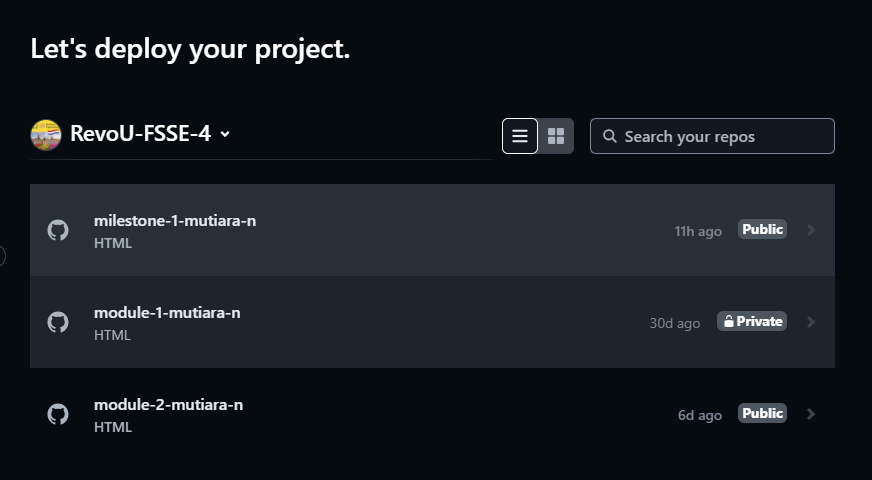 Let's deploy your project.
RevoU-FSSE-4
Search your repos
milestone-1-mutiara-n
HTML
11h ago
Public
module-1-mutiara-n
HTML
30d ago
Private
module-2-mutiara-n
HTML
6d ago
Public